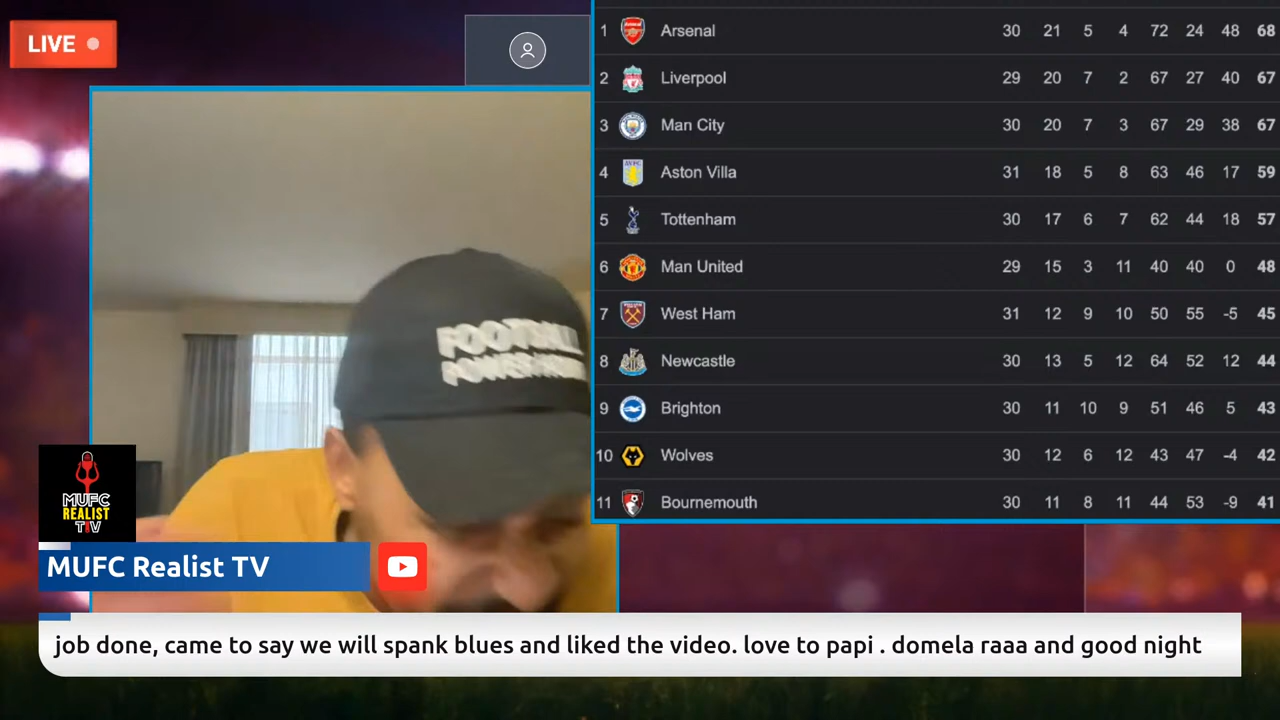 LIVE
1 Arsenal 30 21 5 4 72 24 48 68
2 Liverpool 29 20 7 2 67 27 40 67
3 Man City 30 20 7 3 67 29 38 67
4 Aston Villa 31 18 5 8 63 46 17 59
5 Tottenham 30 17 6 7 62 44 18 57
6 Man United 29 15 3 11 40 40 0 48
7 West Ham 31 12 9 10 50 55 -5 45
8 Newcastle 30 13 5 12 64 52 12 44
9 Brighton 30 11 10 9 51 46 5 43
10 Wolves 30 12 6 12 43 47 -4 42
11 Bournemouth 30 11 8 11 44 53 -9 41
FOOTBALL
MUFC
REALIST
TV
MUFC Realist TV
job done, came to say we will spank blues and liked the video. love to papi . domela raaa and good night